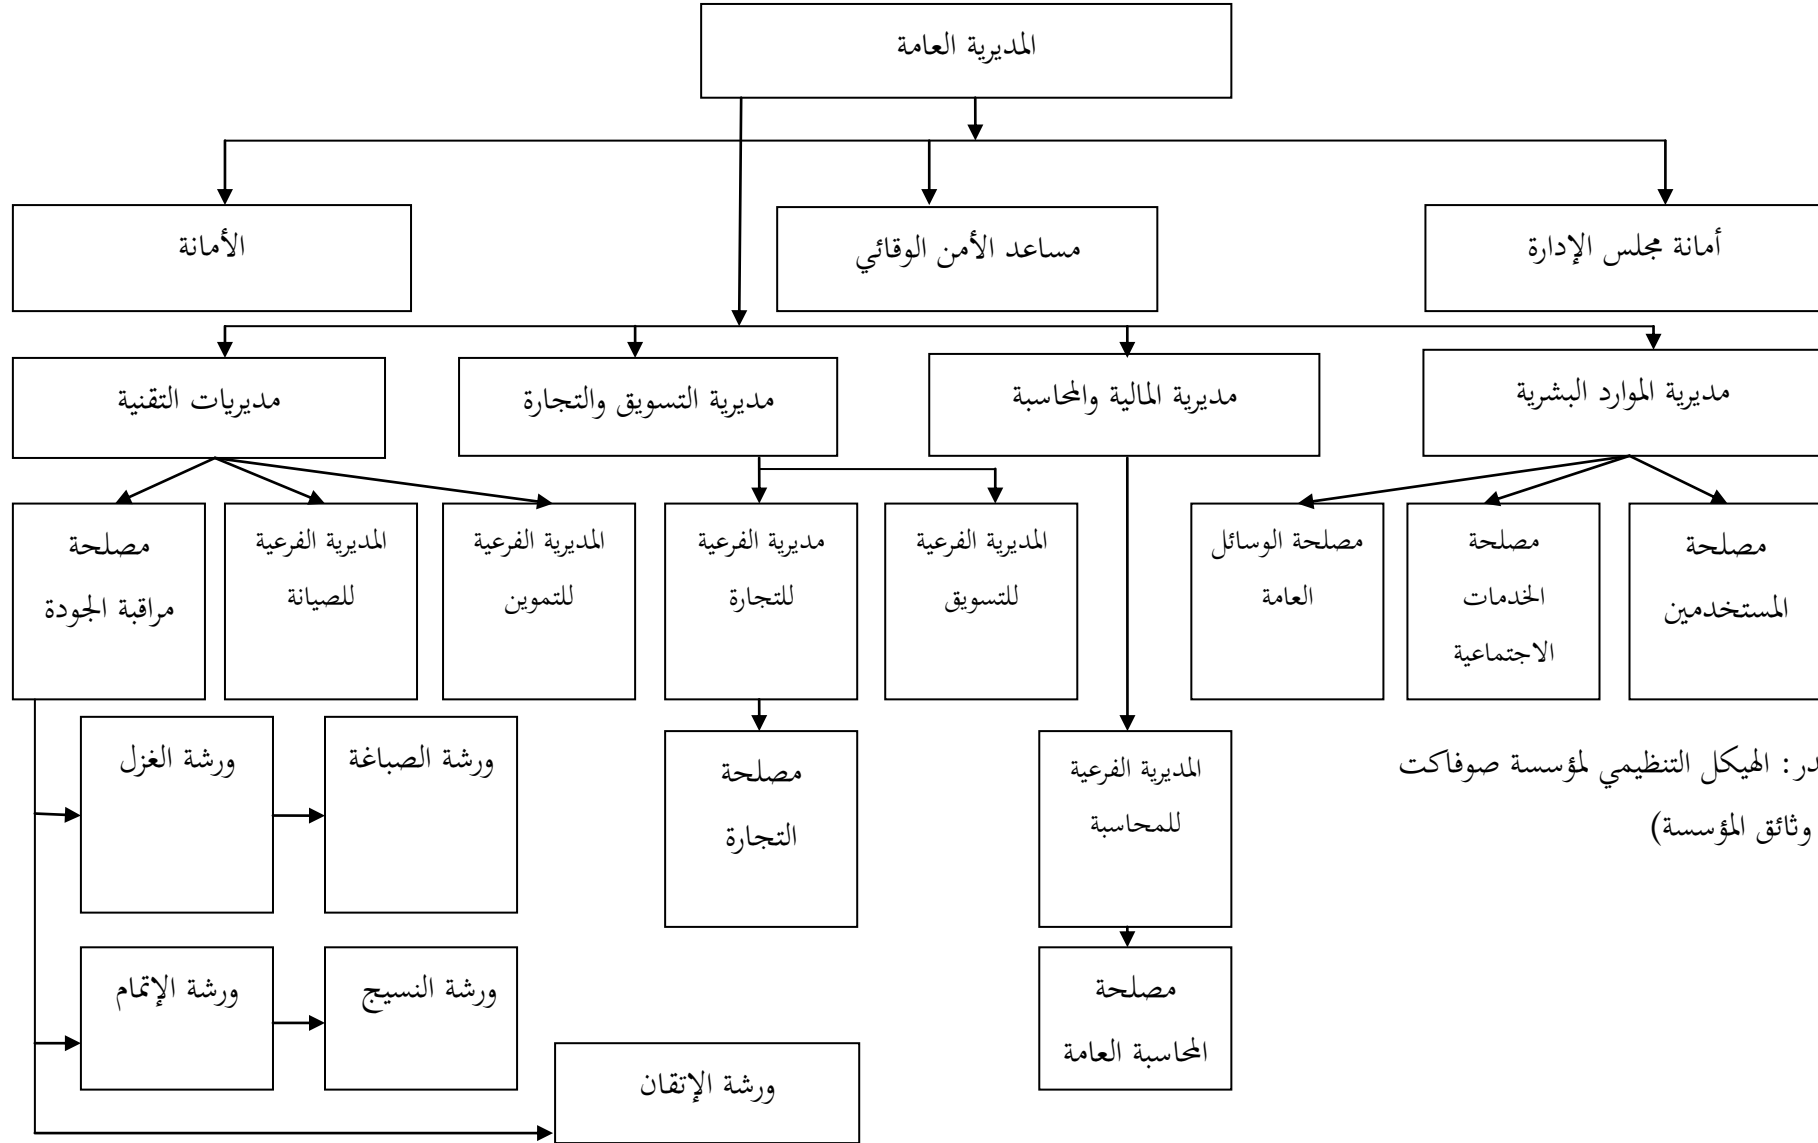 المديرية العامة
أمانة مجلس الإدارة
مساعد الأمن الوقائي
الأمانة
مديرية الموارد البشرية
مديرية المالية والمحاسبة
مديرية التسويق والتجارة
مديريات التقنية
مصلحة
المستخدمين
مصلحة
الخدمات
الاجتماعية
مصلحة الوسائل
العامة
المديرية الفرعية
للتسويق
مديرية الفرعية
للتجارة
المديرية الفرعية
للتموين
المديرية الفرعية
للصيانة
مصلحة
مراقبة الجودة
در: الهيكل التنظيمي لمؤسسة صوفاكت
وثائق المؤسسة)
المديرية الفرعية
للمحاسبة
مصلحة
التجارة
ورشة الصباغة
ورشة الغزل
مصلحة
المحاسبة العامة
ورشة النسيج
ورشة الإتمام
ورشة الإتقان